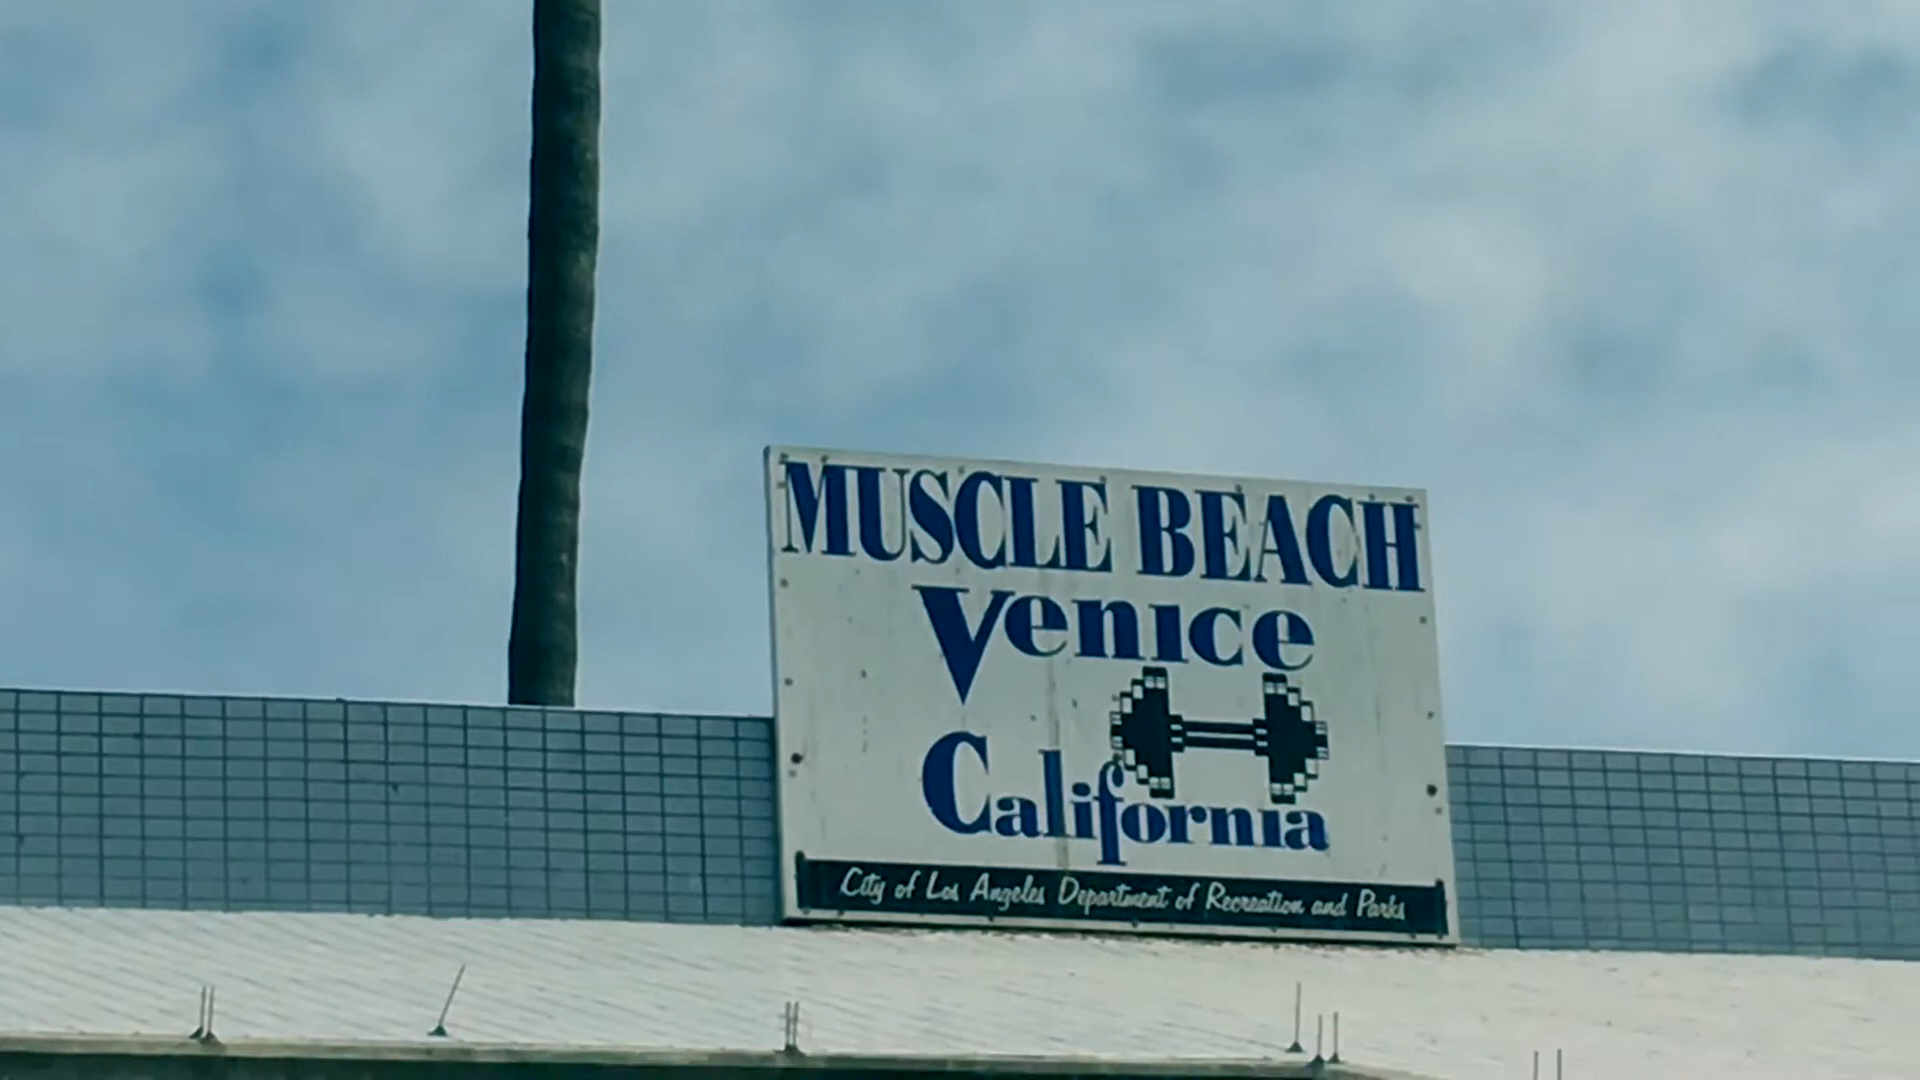 MUSCLE BEACH
Venice
California
City of Los Angeles Department of Recreation and Parks